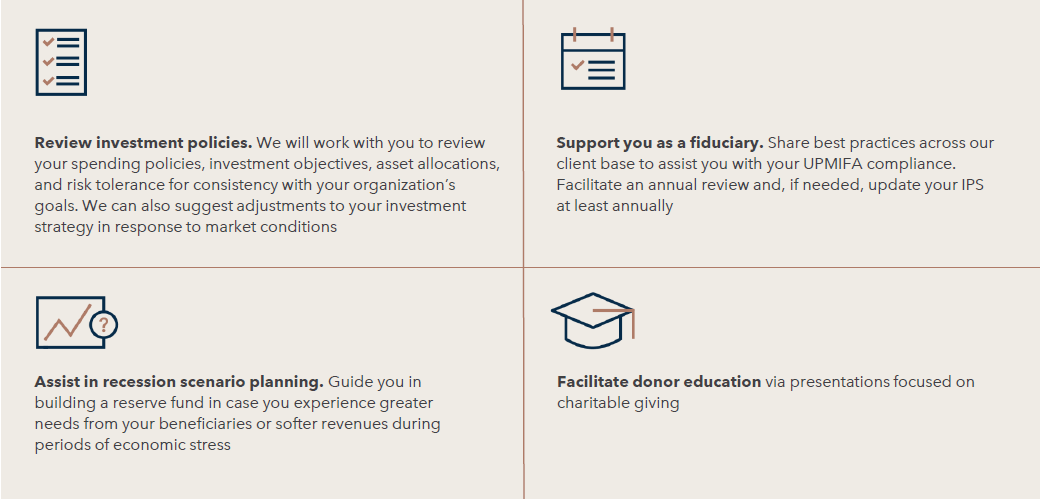 Review investment policies. We will work with you to review
your spending policies, investment objectives, asset allocations,
and risk tolerance for consistency with your organization's
goals. We can also suggest adjustments to your investment
strategy in response to market conditions
Support you as a fiduciary. Share best practices across our
client base to assist you with your UPMIFA compliance.
Facilitate an annual review and, if needed, update your IPS
at least annually
?
Assist in recession scenario planning. Guide you in
building a reserve fund in case you experience greater
needs from your beneficiaries or softer revenues during
periods of economic stress
Facilitate donor education via presentations focused on
charitable giving